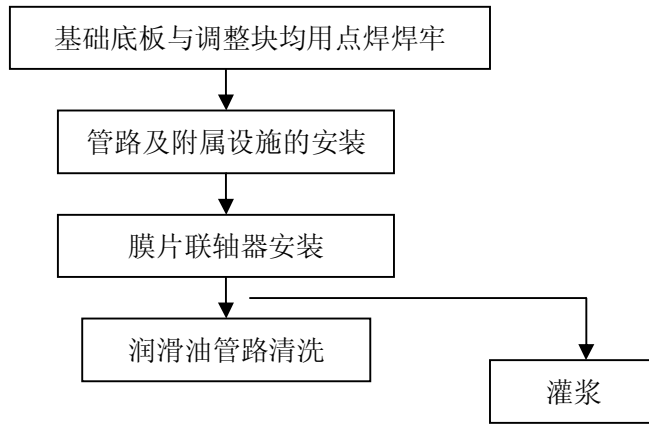 基础底板与调整块均用点焊焊牢
管路及附属设施的安装
膜片联轴器安装
润滑油管路清洗
灌浆